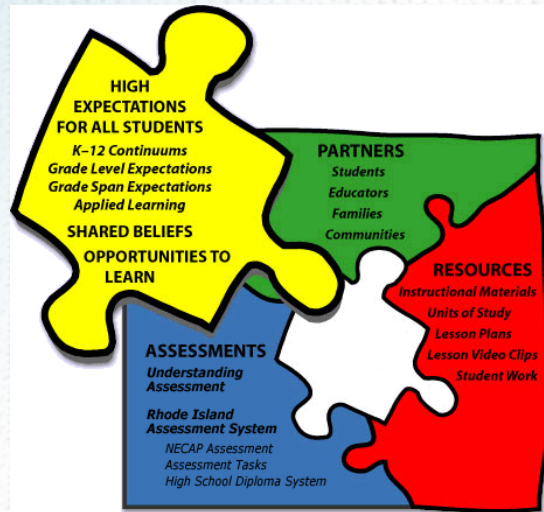 HIGH
EXPECTATIONS
FOR ALL STUDENTS
K–12 Continuums
Grade Level Expectations
Grade Span Expectations
Applied Learning
SHARED BELIEFS
OPPORTUNITIES TO
LEARN
PARTNERS
Students
Educators
Families
Communities
RESOURCES
Instructional Materials
Units of Study
Lesson Plans
Lesson Video Clips
Student Work
ASSESSMENTS
Understanding
Assessment
Rhode Island
Assessment System
NECAP Assessment
Assessment Tasks
High School Diploma System